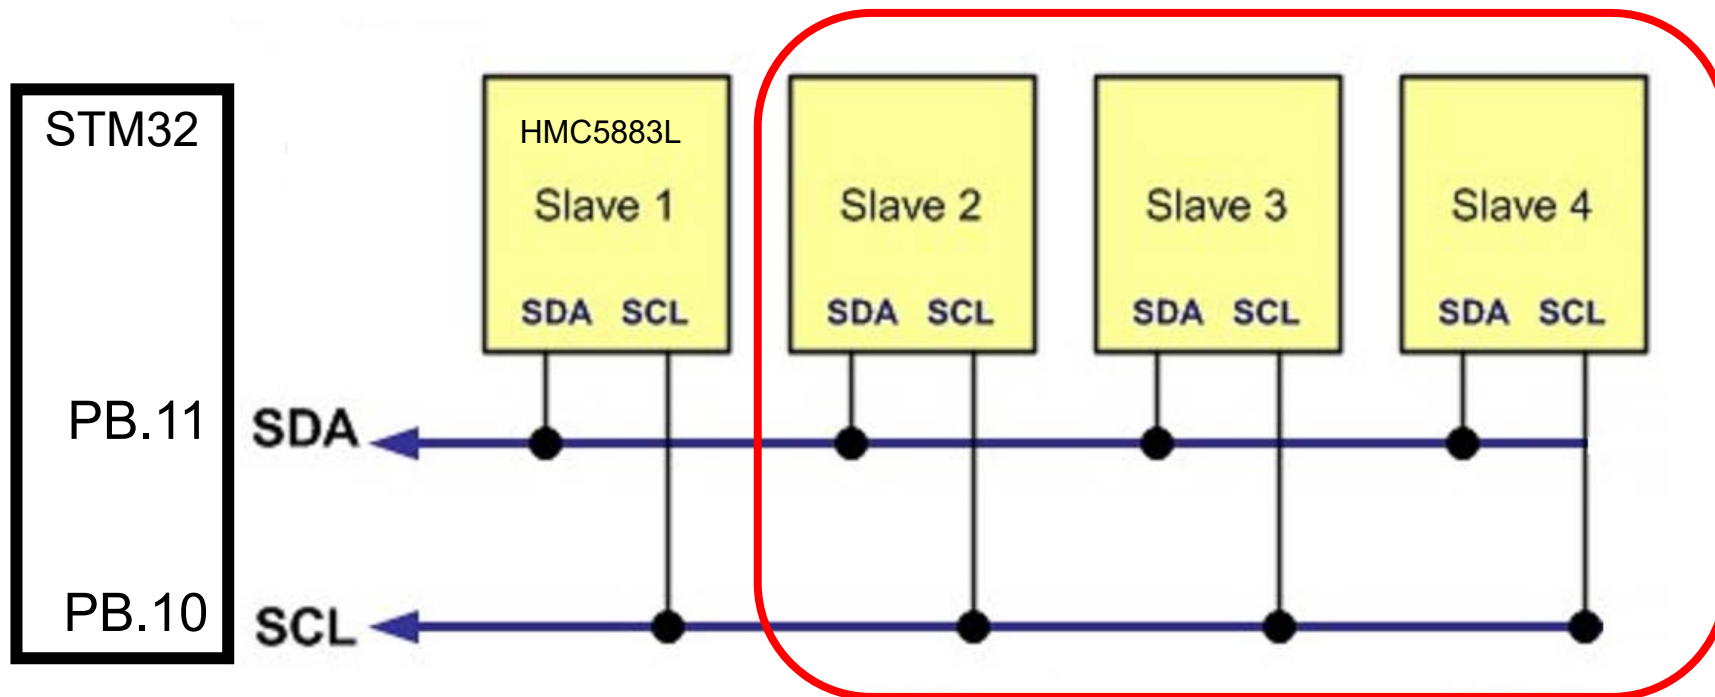 STM32
HMC5883L
Slave 1
Slave 2
Slave 3
Slave 4
SDA SCL
SDA SCL
SDA SCL
SDA SCL
PB.11
SDA
PB.10
SCL